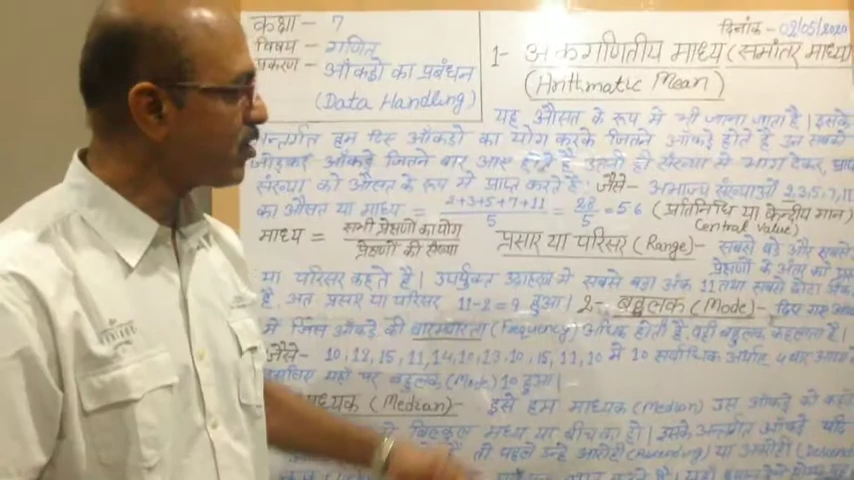 कक्षा - 7
विषय - गणित
प्रकरण - आँकडो का प्रबंधन
(Data Handling)
दिनांक - 02/05/2020
1- अंकगणितीय माध्य (समांतर माध्य)
(Arithmatic Mean)
यह औसत के रूप मे भी जाना जाता है। इसके
अन्तर्गत हम दिए आँकडो का योग करके जितने आँकडे होते है उन सबको
जोड़कर आँकडे जितने बार आए होते है उतनी ही संख्या मे भाग देकर, प्राप्त
संख्या को औसत के रूप मे प्राप्त करते है। जैसे- अभाज्य संख्याओं 2,3,5,7,11
का औसत या माध्य = 2+3+5+7+11/5 = 28/5 = 5.6 (प्रतिनिधि या केन्द्रीय मान)
Central Value)
माध्य = सभी प्रेक्षणों का योग/प्रेक्षणों की संख्या
प्रसार या परिसर (Range)- सबसे बडे और सबसे
प्रेक्षणों के अंतर को
या परिसर कहते है। उपर्युक्त उदाहरण मे सबसे बडा अंक 11 तथा सबसे छोटा अंक
है अत प्रसार या परिसर 11-2=9 हुआ। 2- बहुलक (Mode)- दिए गए
मे जिस आँकडे की बारम्बारता (Frequency) अधिक होती है, वही बहुलक कहलाता है।
जैसे- 10, 12, 15, 11, 14, 10, 13, 10, 15, 11, 10 मे 10 सर्वाधिक अर्थात् 4 बार आया
इसलिए यहाँ पर बहुलक (Mode) 10 हुआ।
माध्यक (Median)- इसे हम माध्यक (Median) उस आँकडे को कहते
बिल्कुल मध्य या बीच का हो। इसके अन्तर्गत आँकडे यदि
तो पहले उन्हे आरोही (Ascending) या अवरोही